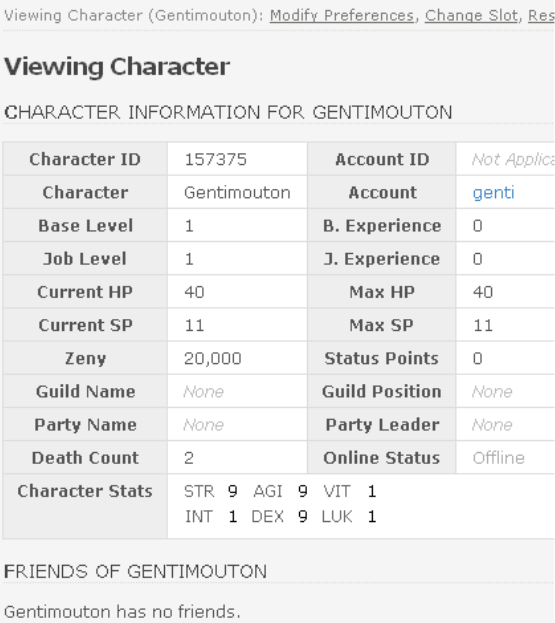 Viewing Character (Gentimouton): Modify Preferences, Change Slot, Res
Viewing Character
CHARACTER INFORMATION FOR GENTIMOUTON
Character ID 157375 Account ID Not Applica
Character Gentimouton Account genti
Base Level 1 B. Experience 0
Job Level 1 J. Experience 0
Current HP 40 Max HP 40
Current SP 11 Max SP 11
Zeny 20,000 Status Points 0
Guild Name None Guild Position None
Party Name None Party Leader None
Death Count 2 Online Status Offline
Character Stats STR 9 AGI 9 VIT 1
INT 1 DEX 9 LUK 1
FRIENDS OF GENTIMOUTON
Gentimouton has no friends.